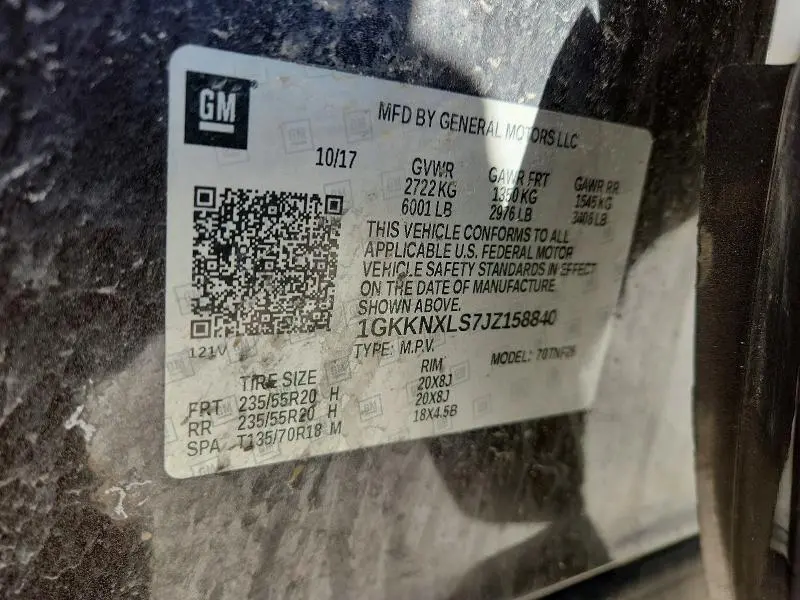 GM
MFD BY GENERAL MOTORS LLC
10/17
GVWR GAWR FRT GAWR RR
2722 KG 1350 KG 1545 KG
6001 LB 2976 LB 3406 LB
THIS VEHICLE CONFORMS TO ALL
APPLICABLE U.S. FEDERAL MOTOR
VEHICLE SAFETY STANDARDS IN EFFECT
ON THE DATE OF MANUFACTURE
SHOWN ABOVE.
1GKKNXLS7JZ158840
121V
TYPE: M.P.V. MODEL:
TIRE SIZE RIM
FRT 235/55R20 H 20X8J
RR 235/55R20 H 20X8J
SPA T135/70R18 M 18X4.5B